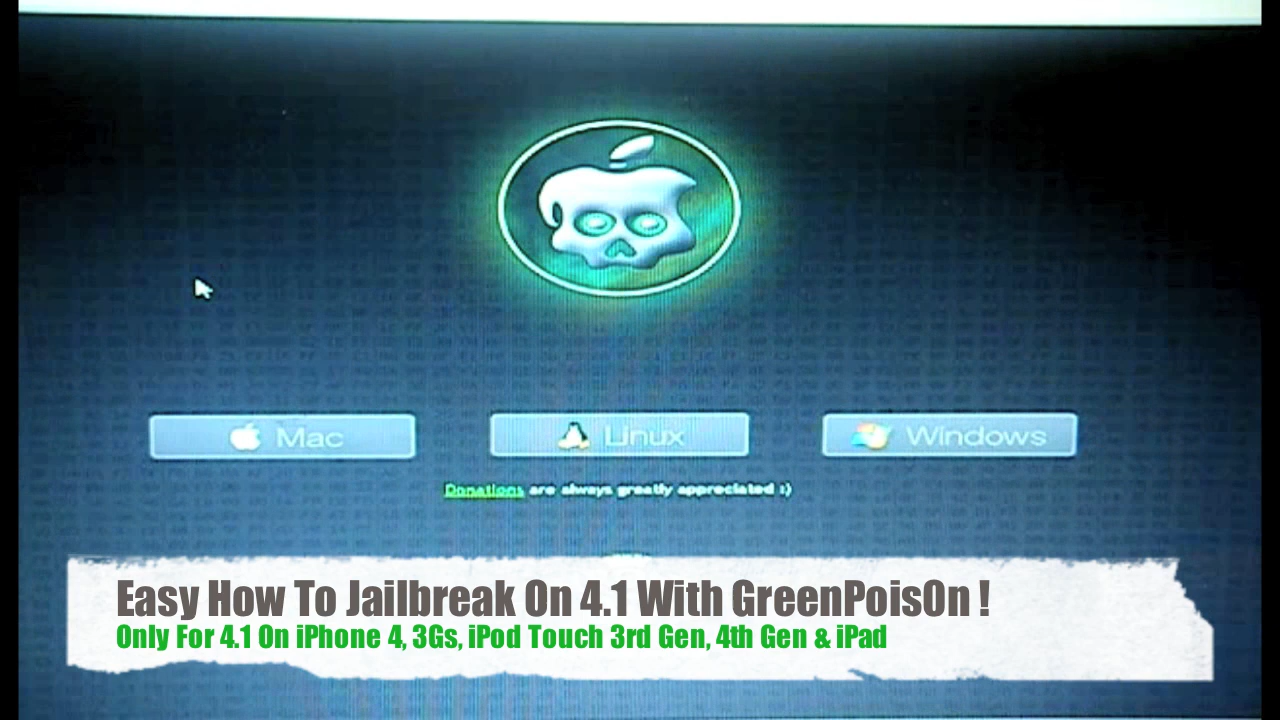 Mac
Linux
Windows
Donations are always greatly appreciated :)
Easy How To Jailbreak On 4.1 With GreenPois0n !
Only For 4.1 On iPhone 4, 3Gs, iPod Touch 3rd Gen, 4th Gen & iPad